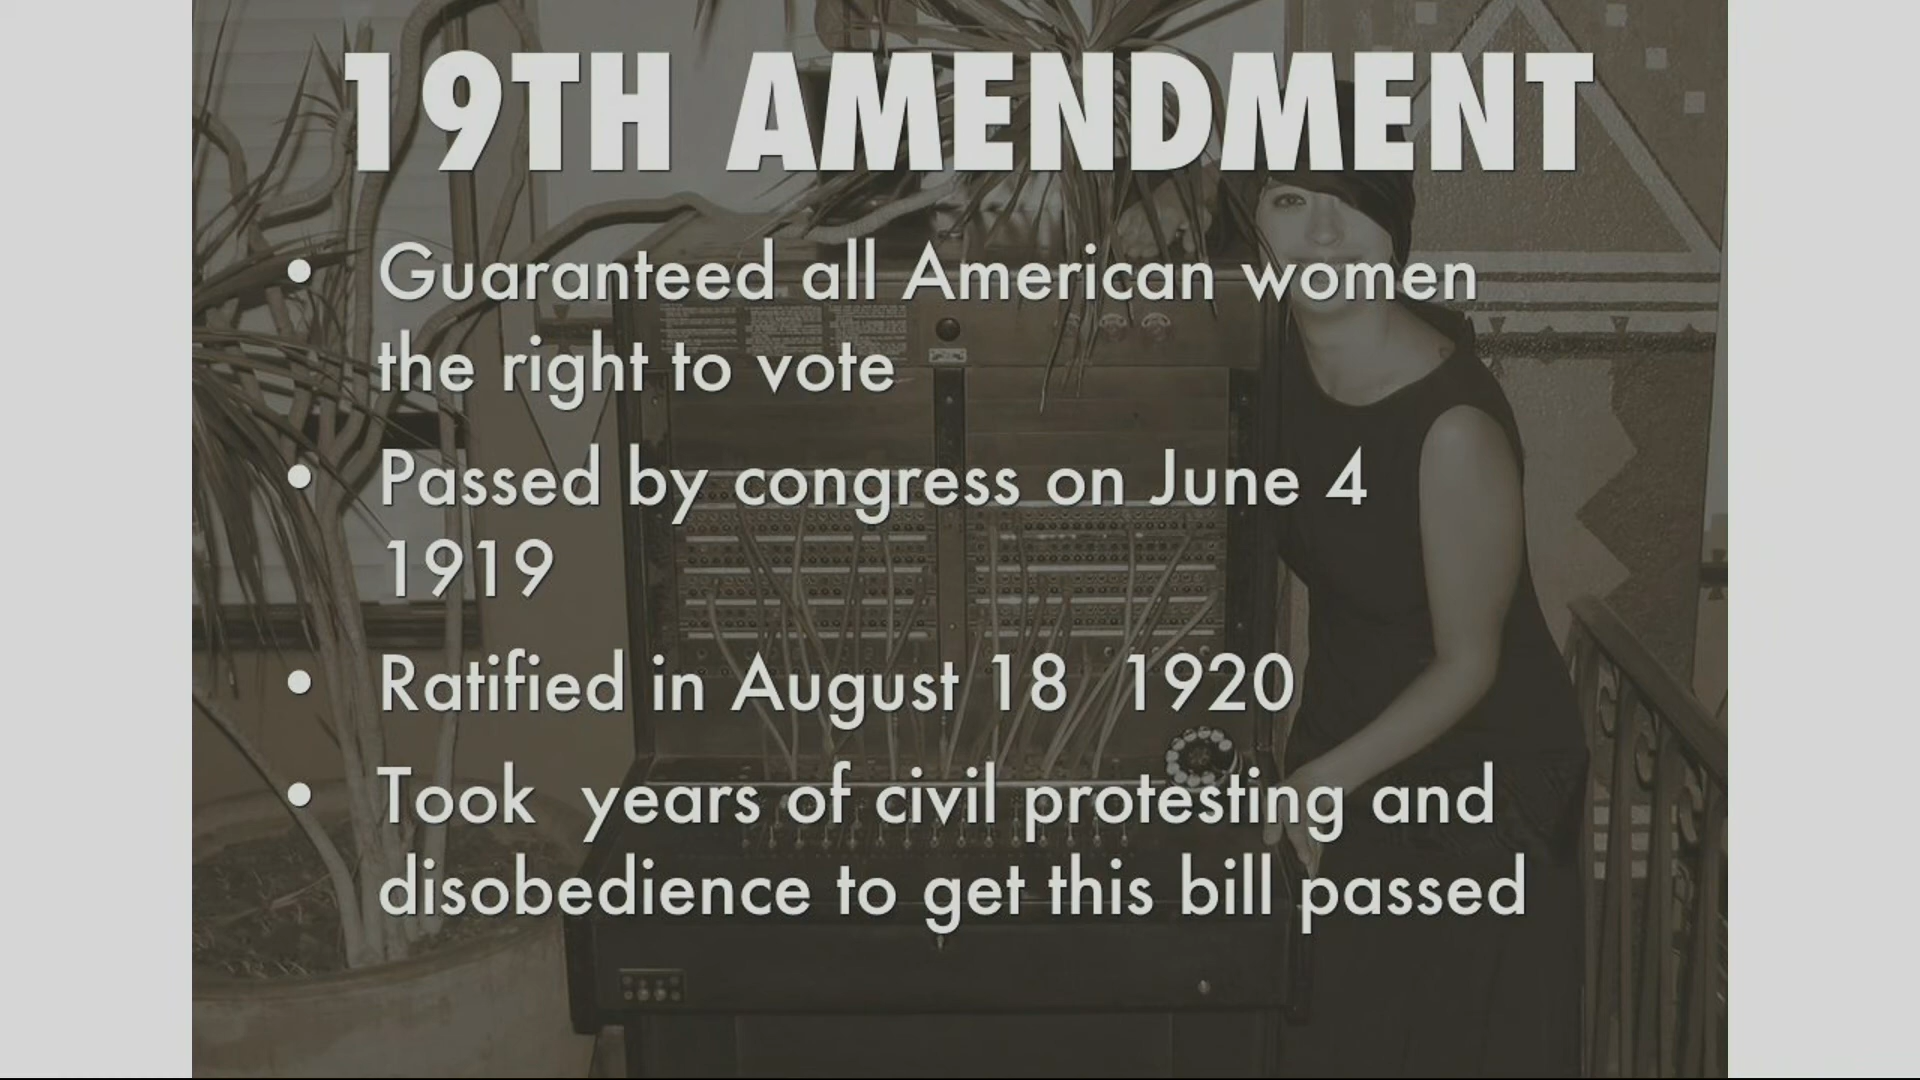 19TH AMENDMENT
• Guaranteed all American women
the right to vote
• Passed by congress on June 4
1919
• Ratified in August 18  1920
• Took  years of civil protesting and
disobedience to get this bill passed